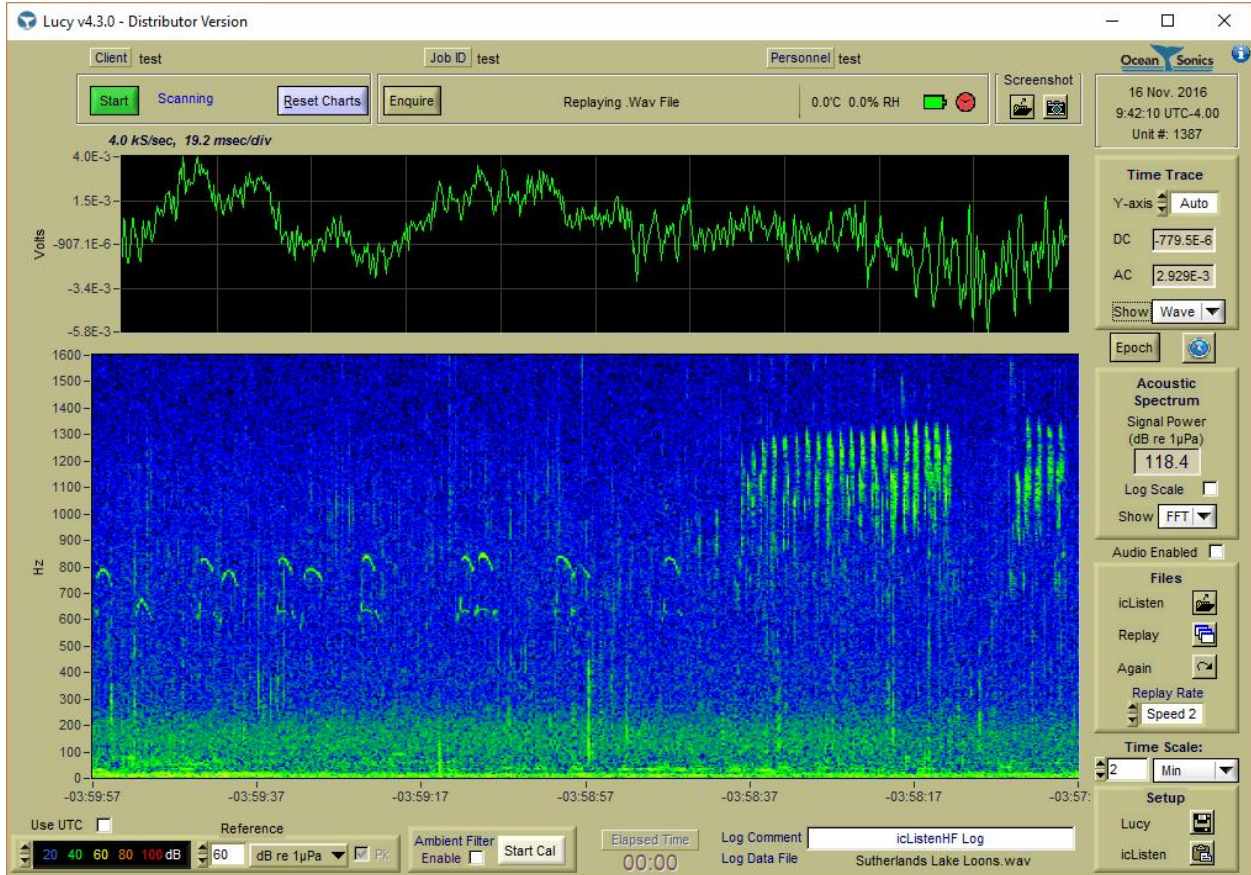 Lucy v4.3.0 - Distributor Version
Client test Job ID test Personnel test
Ocean Sonics
Start Scanning Reset Charts Enquire Replaying .Wav File 0.0'C 0.0% RH
Screenshot
16 Nov. 2016
9:42:10 UTC-4.00
Unit #: 1387
4.0 kS/sec, 19.2 msec/div
Volts
4.0E-3
1.5E-3
-907.1E-6
-3.4E-3
-5.8E-3
Time Trace
Y-axis Auto
DC -779.5E-6
AC 2.929E-3
Show Wave
Epoch
Hz
1600
1500
1400
1300
1200
1100
1000
900
800
700
600
500
400
300
200
100
0
-03:59:57 -03:59:37 -03:59:17 -03:58:57 -03:58:37 -03:58:17 -03:57:
Acoustic
Spectrum
Signal Power
(dB re 1µPa)
118.4
Log Scale
Show FFT
Audio Enabled
Files
icListen
Replay
Again
Replay Rate
Speed 2
Time Scale:
2 Min
Setup
Lucy
icListen
Use UTC
Reference
20 40 60 80 100 dB 60 dB re 1µPa Pk
Ambient Filter
Enable Start Cal
Elapsed Time
00:00
Log Comment icListenHF Log
Log Data File Sutherlands Lake Loons.wav